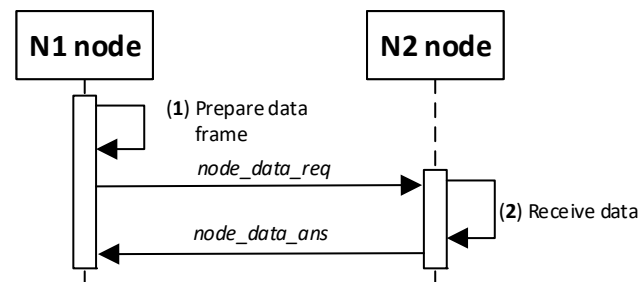 N1 node
N2 node
(1) Prepare data
frame
node_data_req
(2) Receive data
node_data_ans